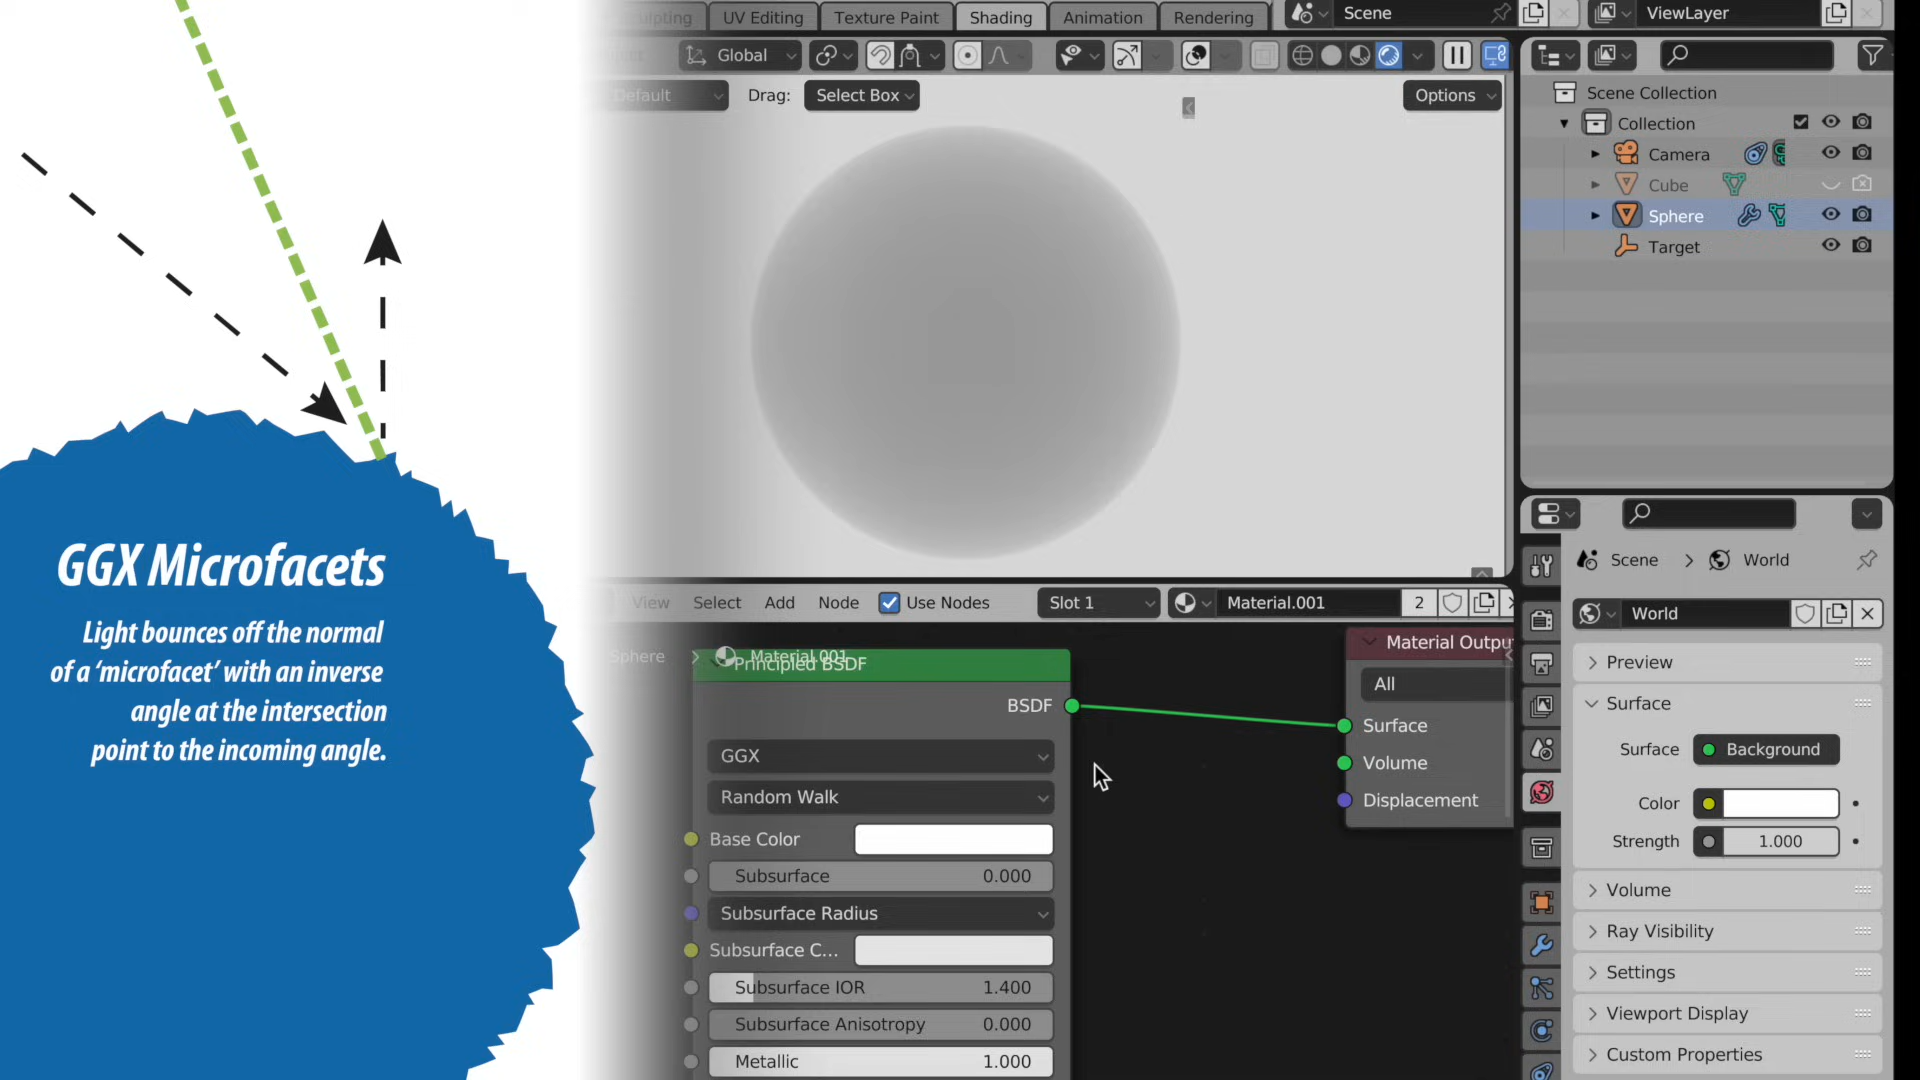 Sculpting
UV Editing
Texture Paint
Shading
Animation
Rendering
Scene
ViewLayer
Global
Default
Drag:
Select Box
Options
Scene Collection
Collection
Camera
Cube
Sphere
Target
GGX Microfacets
Light bounces off the normal
of a ‘microfacet’ with an inverse
angle at the intersection
point to the incoming angle.
View
Select
Add
Node
Use Nodes
Slot 1
Material.001
2
Sphere
Material.001
Principled BSDF
BSDF
GGX
Random Walk
Base Color
Subsurface 0.000
Subsurface Radius
Subsurface C...
Subsurface IOR 1.400
Subsurface Anisotropy 0.000
Metallic 1.000
Material Outpu
All
Surface
Volume
Displacement
Scene
World
World
Preview
Surface
Surface Background
Color
Strength 1.000
Volume
Ray Visibility
Settings
Viewport Display
Custom Properties